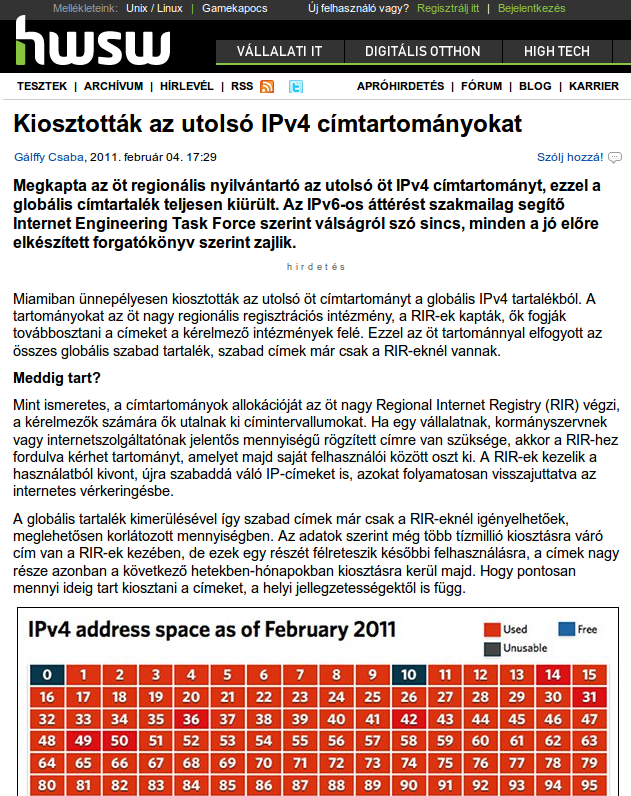 Mellékleteink: Unix / Linux | Gamekapocs Új felhasználó vagy? Regisztrálj itt | Bejelentkezés
hwsw
VÁLLALATI IT DIGITÁLIS OTTHON HIGH TECH
TESZTEK | ARCHÍVUM | HÍRLEVÉL | RSS APRÓHIRDETÉS | FÓRUM | BLOG | KARRIER
Kiosztották az utolsó IPv4 címtartományokat
Gálffy Csaba, 2011. február 04. 17:29 Szólj hozzá!
Megkapta az öt regionális nyilvántartó az utolsó öt IPv4 címtartományt, ezzel a
globális címtartalék teljesen kiürült. Az IPv6-os áttérést szakmailag segítő
Internet Engineering Task Force szerint válságról szó sincs, minden a jó előre
elkészített forgatókönyv szerint zajlik.
hirdetés
Miamiban ünnepélyesen kiosztották az utolsó öt címtartományt a globális IPv4 tartalékból. A
tartományokat az öt nagy regionális regisztrációs intézmény, a RIR-ek kapták, ők fogják
továbbosztani a címeket a kérelmező intézmények felé. Ezzel az öt tartománnyal elfogyott az
összes globális szabad tartalék, szabad címek már csak a RIR-eknél vannak.
Meddig tart?
Mint ismeretes, a címtartományok allokációját az öt nagy Regional Internet Registry (RIR) végzi,
a kérelmezők számára ők utalnak ki címintervallumokat. Ha egy vállalatnak, kormányszervnek
vagy internetszolgáltatónak jelentős mennyiségű rögzített címre van szüksége, akkor a RIR-hez
fordulva kérhet tartományt, amelyet majd saját felhasználói között oszt ki. A RIR-ek kezelik a
használatból kivont, újra szabaddá váló IP-címeket is, azokat folyamatosan visszajuttatva az
internetes vérkeringésbe.
A globális tartalék kimerülésével így szabad címek már csak a RIR-eknél igényelhetőek,
meglehetősen korlátozott mennyiségben. Az adatok szerint még több tízmillió kiosztásra váró
cím van a RIR-ek kezében, de ezek egy részét félreteszik későbbi felhasználásra, a címek nagy
része azonban a következő hetekben-hónapokban kiosztásra kerül majd. Hogy pontosan
mennyi ideig tart kiosztani a címeket, a helyi jellegzetességektől is függ.
IPv4 address space as of February 2011 Used Free
Unusable
0 1 2 3 4 5 6 7 8 9 10 11 12 13 14 15
16 17 18 19 20 21 22 23 24 25 26 27 28 29 30 31
32 33 34 35 36 37 38 39 40 41 42 43 44 45 46 47
48 49 50 51 52 53 54 55 56 57 58 59 60 61 62 63
64 65 66 67 68 69 70 71 72 73 74 75 76 77 78 79
80 81 82 83 84 85 86 87 88 89 90 91 92 93 94 95